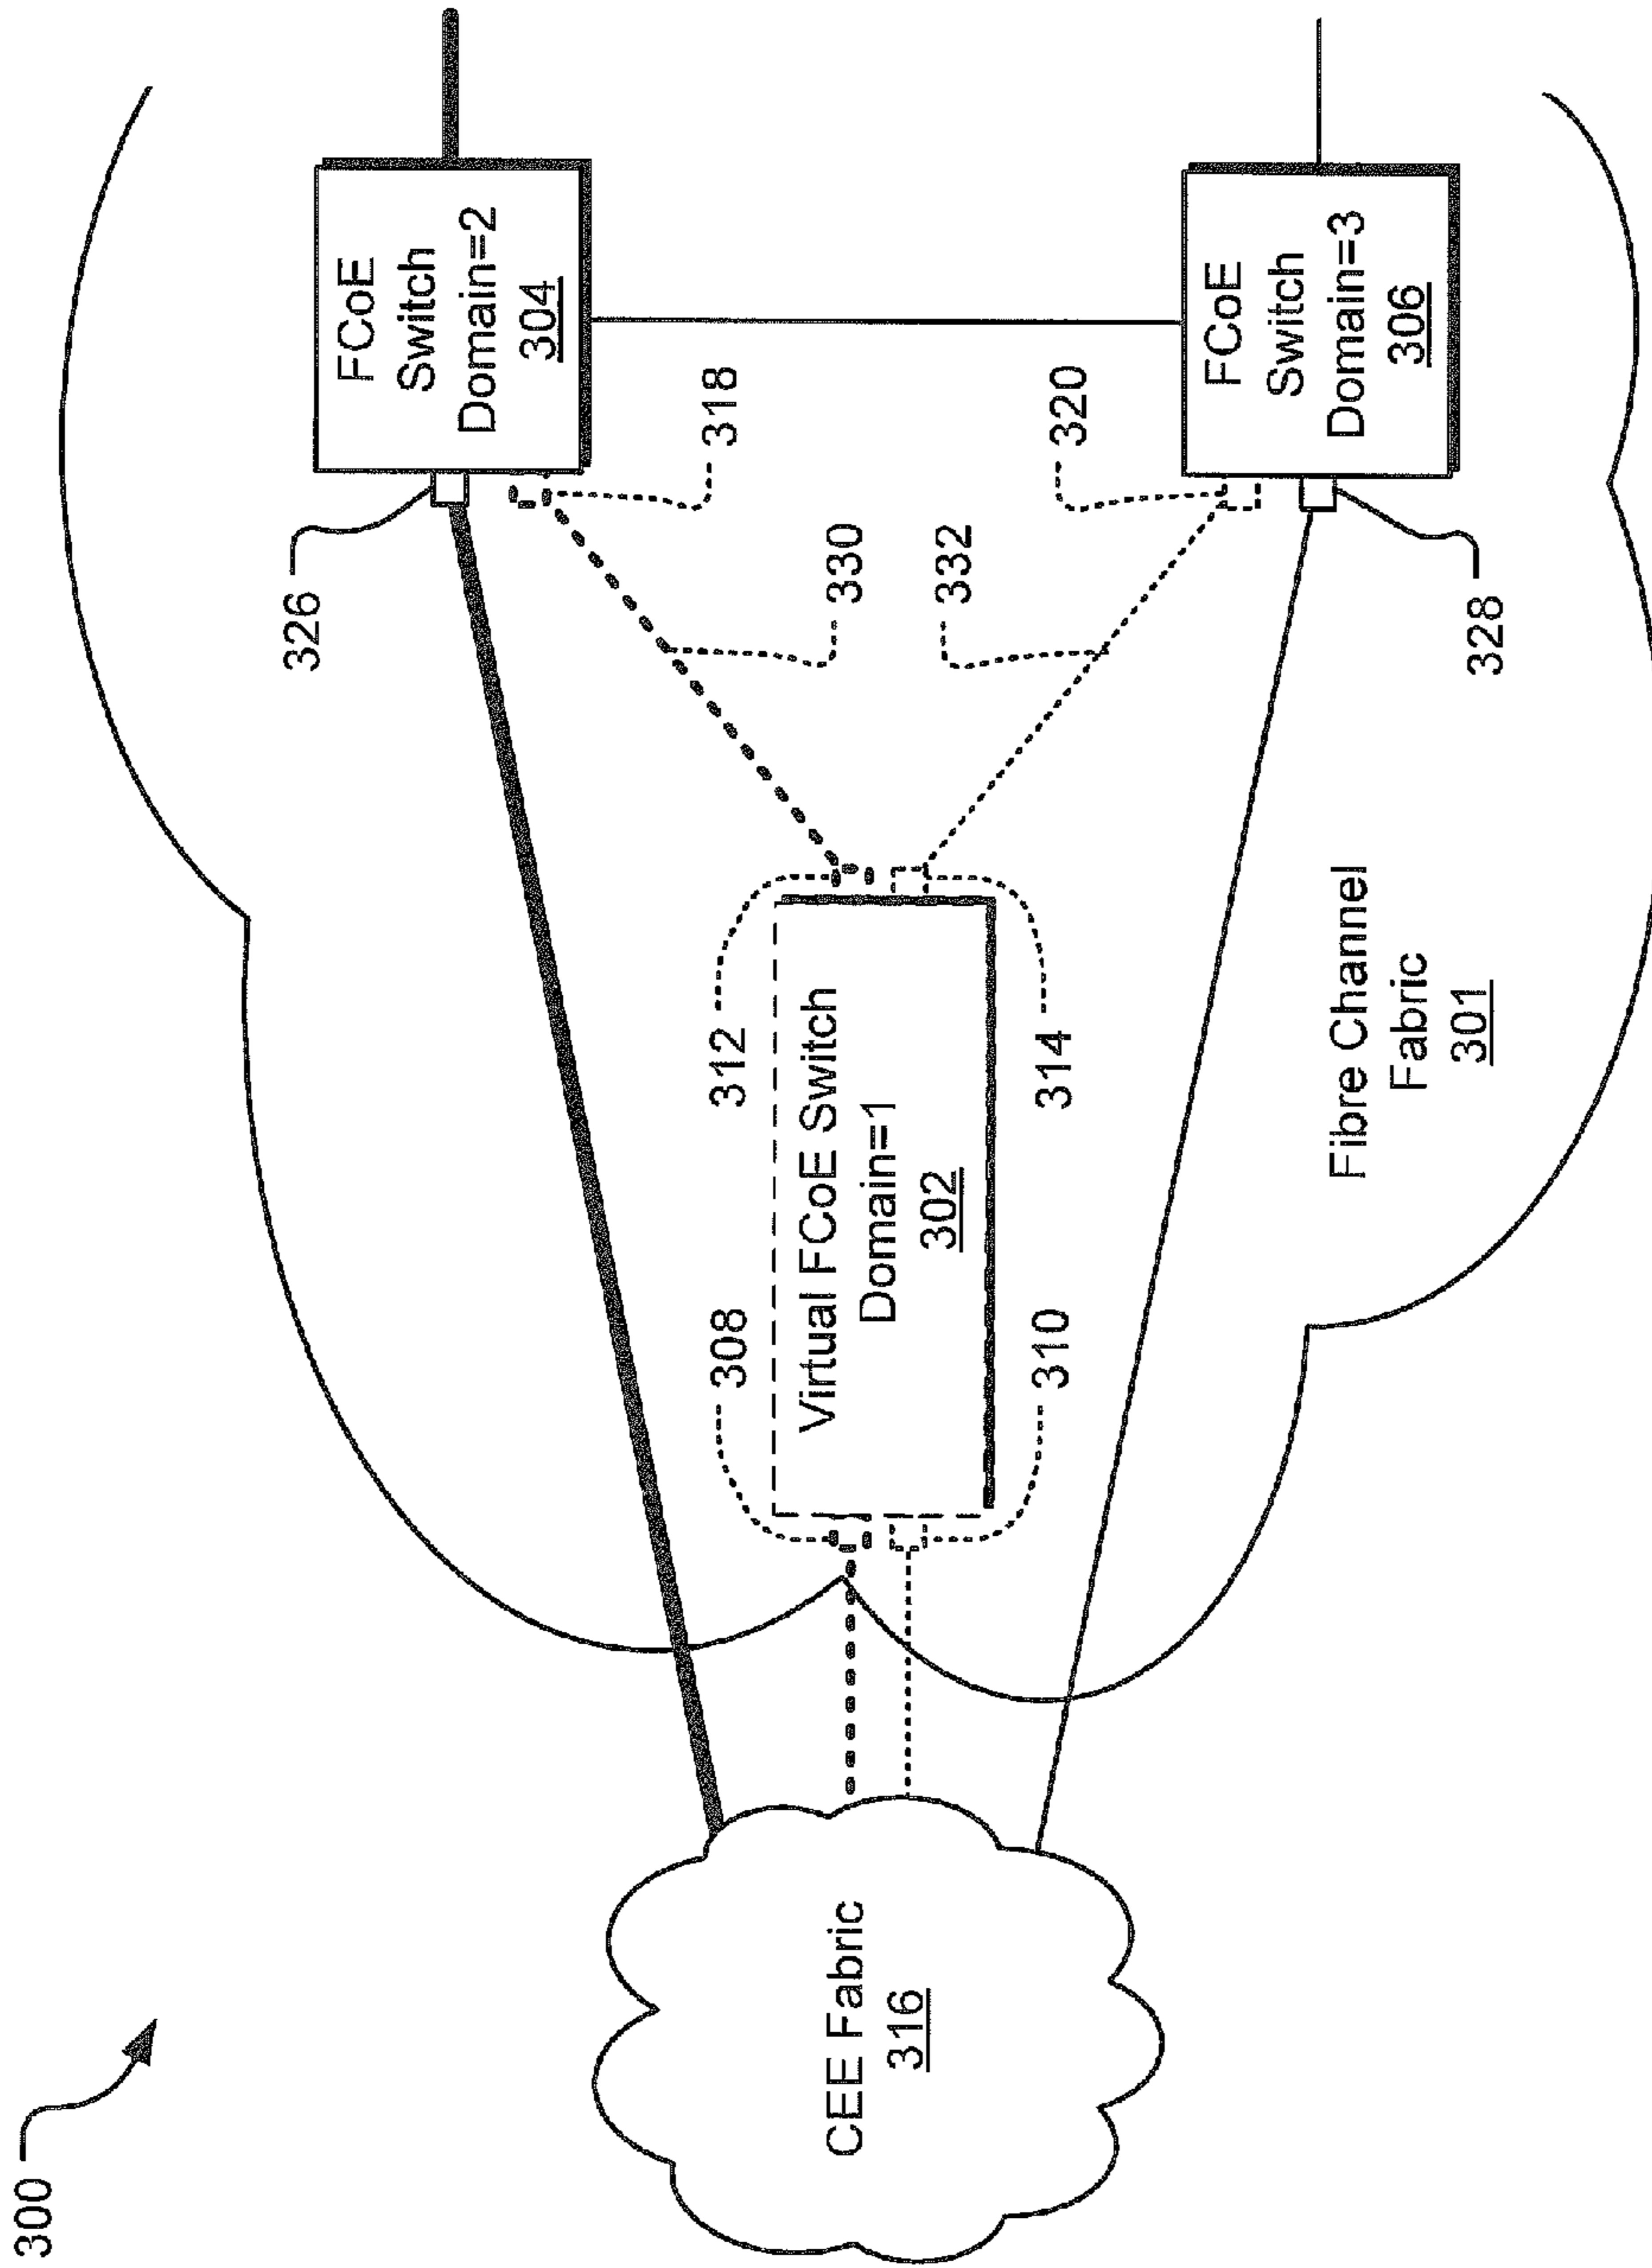 300
326
FCoE
Switch
Domain=2
304
318
330
312
308
Virtual FCoE Switch
Domain=1
302
CEE Fabric
316
310
314
332
320
FCoE
Switch
Domain=3
306
328
Fibre Channel
Fabric
301